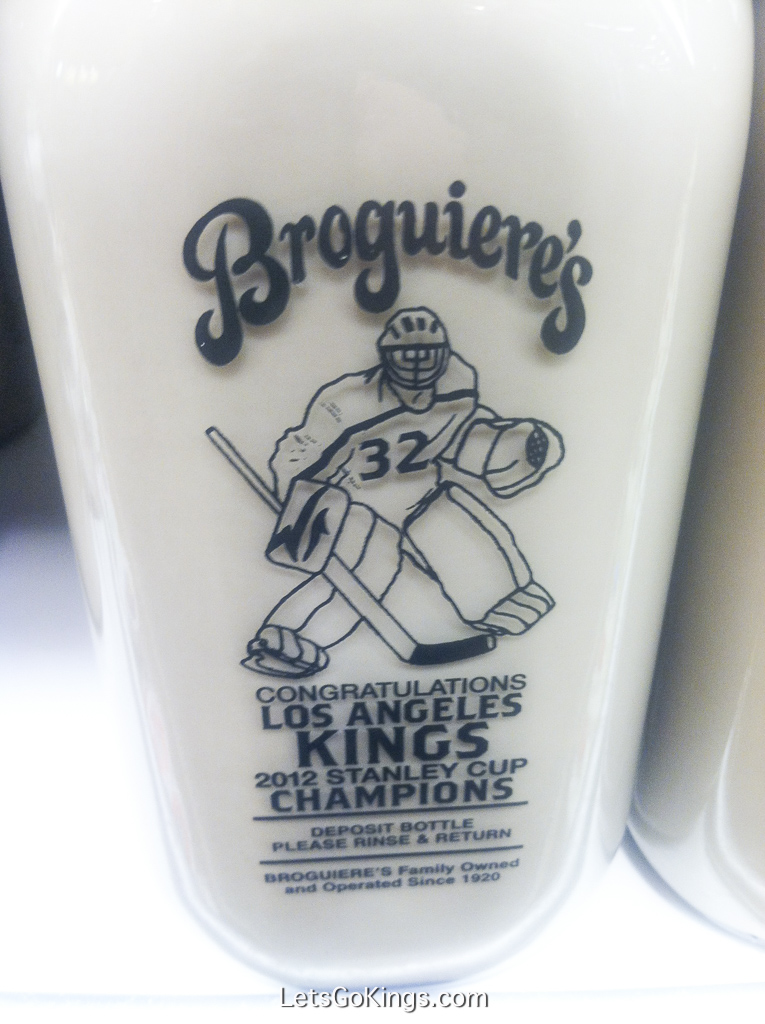 Broguiere's
32
CONGRATULATIONS
LOS ANGELES
KINGS
2012 STANLEY CUP
CHAMPIONS
DEPOSIT BOTTLE
PLEASE RINSE & RETURN
BROGUIERE'S Family Owned
and Operated Since 1920
LetsGoKings.com